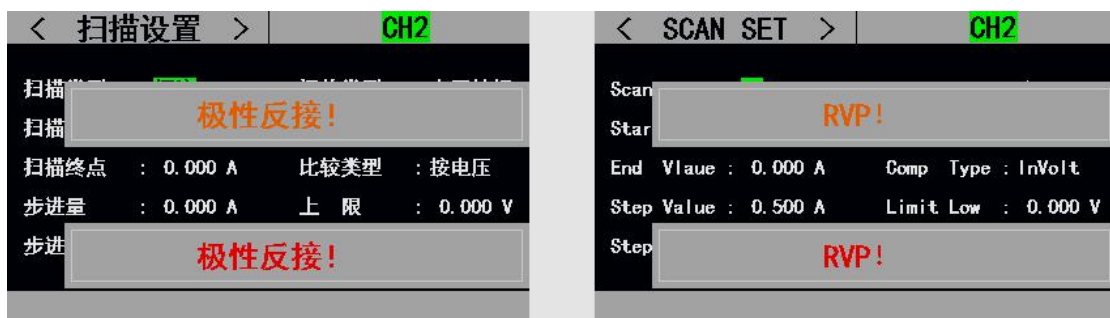 < 扫描设置 > CH2
扫描
极性反接!
扫描
扫描终点 : 0.000 A 比较类型 : 按电压
步进量 : 0.000 A 上 限 : 0.000 V
步进
极性反接!
< SCAN SET > CH2
Scan
RVP!
Star
End Vlaue : 0.000 A Comp Type : InVolt
Step Value : 0.500 A Limit Low : 0.000 V
Step
RVP!